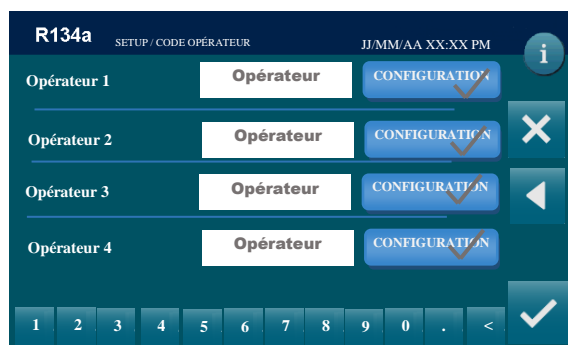 R134a SETUP / CODE OPÉRATEUR JJ/MM/AA XX:XX PM i
Opérateur 1 Opérateur CONFIGURATION
Opérateur 2 Opérateur CONFIGURATION
Opérateur 3 Opérateur CONFIGURATION
Opérateur 4 Opérateur CONFIGURATION
1 2 3 4 5 6 7 8 9 0 . <